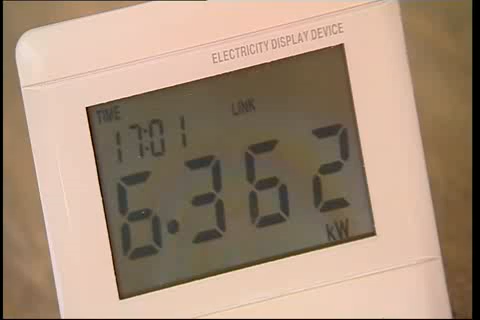 ELECTRICITY DISPLAY DEVICE
TIME LINK
17:01
6.362
kW